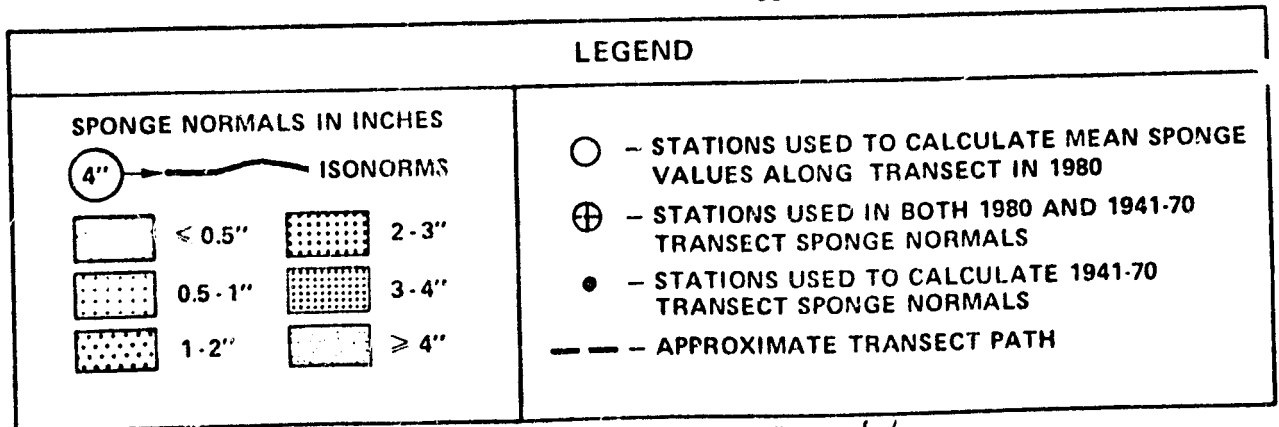 LEGEND
SPONGE NORMALS IN INCHES
4" ISONORMS
≤ 0.5" 2-3"
0.5-1" 3-4"
1-2" ≥ 4"
– STATIONS USED TO CALCULATE MEAN SPONGE
VALUES ALONG TRANSECT IN 1980
– STATIONS USED IN BOTH 1980 AND 1941-70
TRANSECT SPONGE NORMALS
– STATIONS USED TO CALCULATE 1941-70
TRANSECT SPONGE NORMALS
– APPROXIMATE TRANSECT PATH